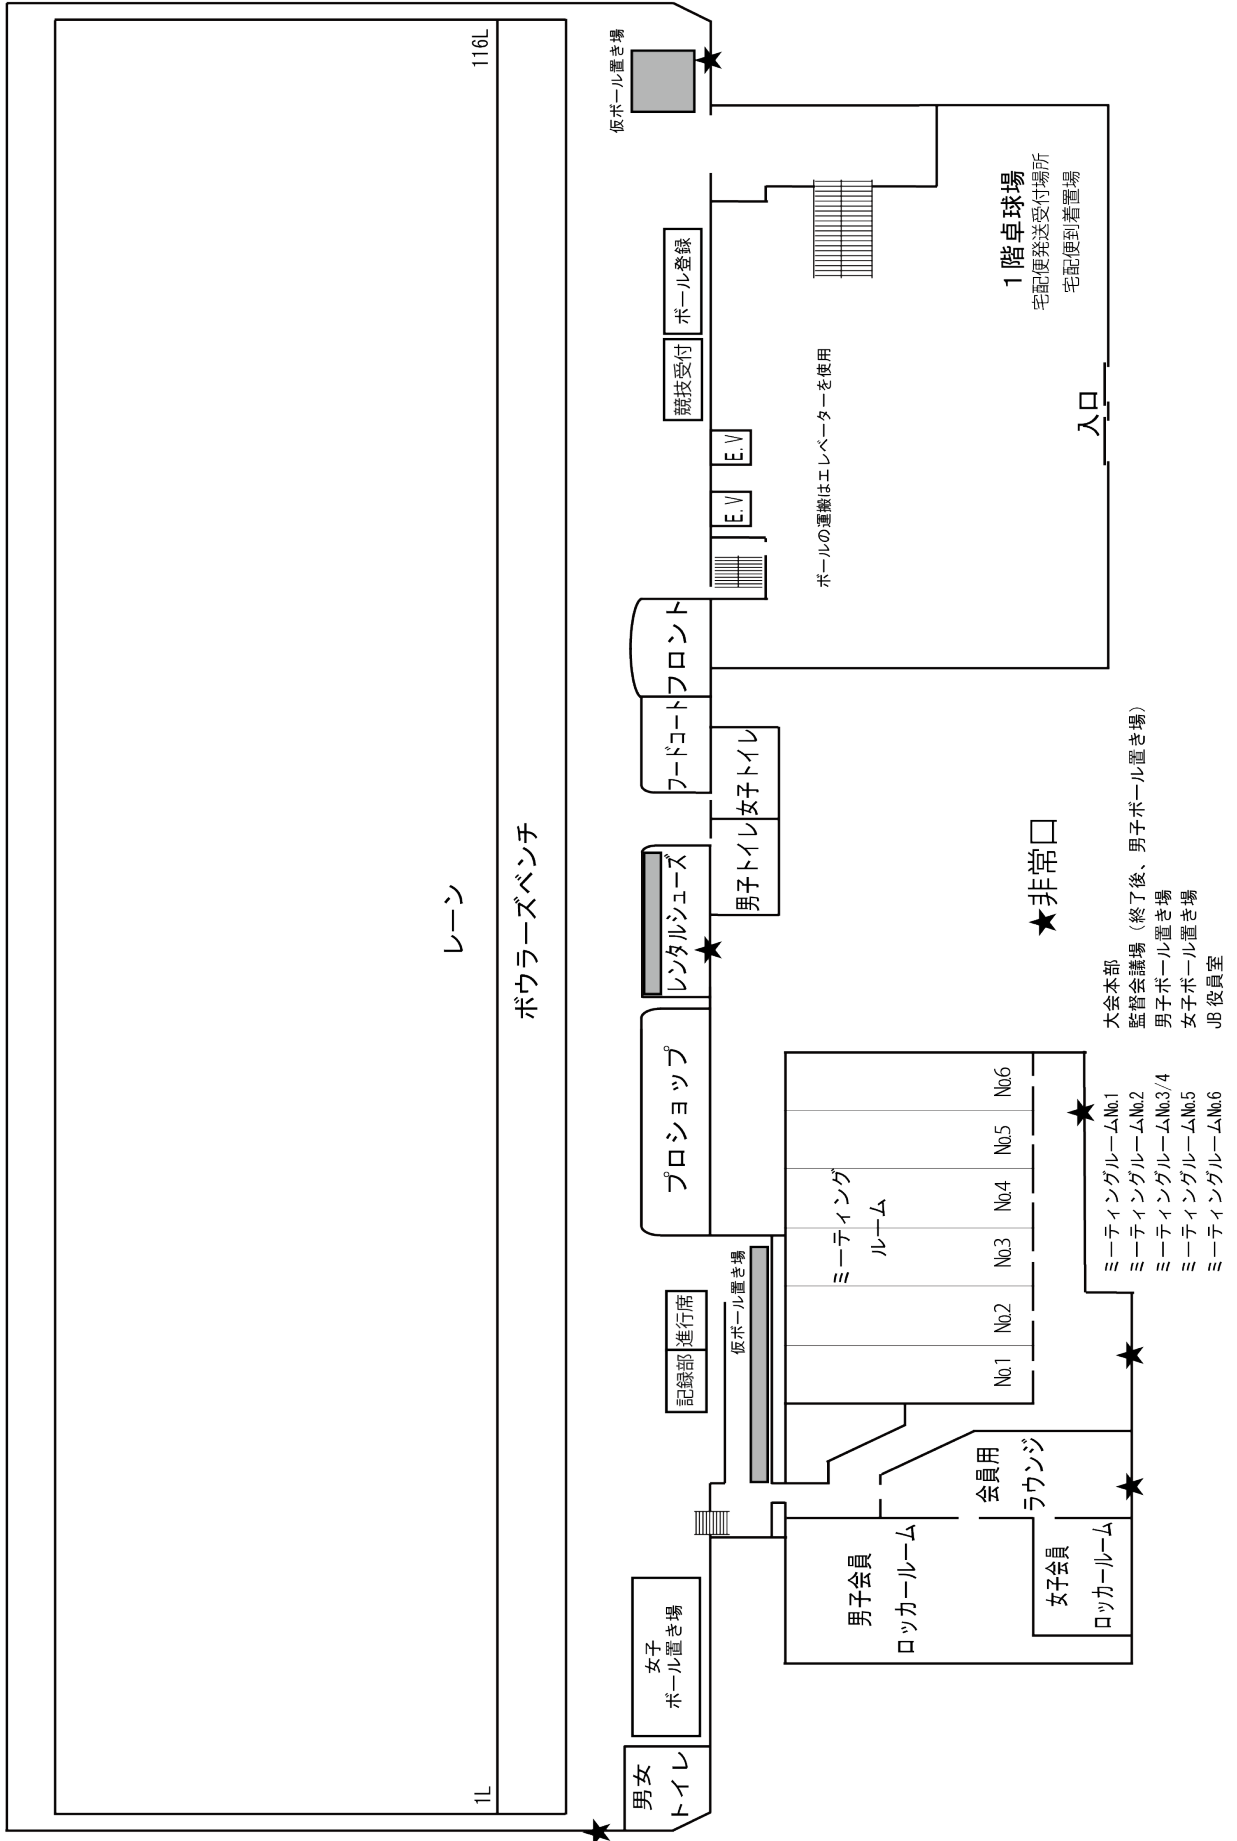 レーン
1L
116L
ボウラーズベンチ
男女
トイレ
女子
ボール置き場
記録部
進行席
仮ボール置き場
プロショップ
レンタルシューズ
フードコート
フロント
男子トイレ
女子トイレ
E.V
E.V
競技受付
ボール登録
仮ボール置き場
ボールの運搬はエレベーターを使用
1階卓球場
宅配便発送受付場所
宅配便到着置場
入口
男子会員
ロッカールーム
女子会員
ロッカールーム
会員用
ラウンジ
ミーティング
ルーム
No.1
No.2
No.3
No.4
No.5
No.6
★非常口
ミーティングルームNo.1 大会本部
ミーティングルームNo.2 監督会議場（終了後、男子ボール置き場）
ミーティングルームNo.3/4 男子ボール置き場
ミーティングルームNo.5 女子ボール置き場
ミーティングルームNo.6 JB役員室